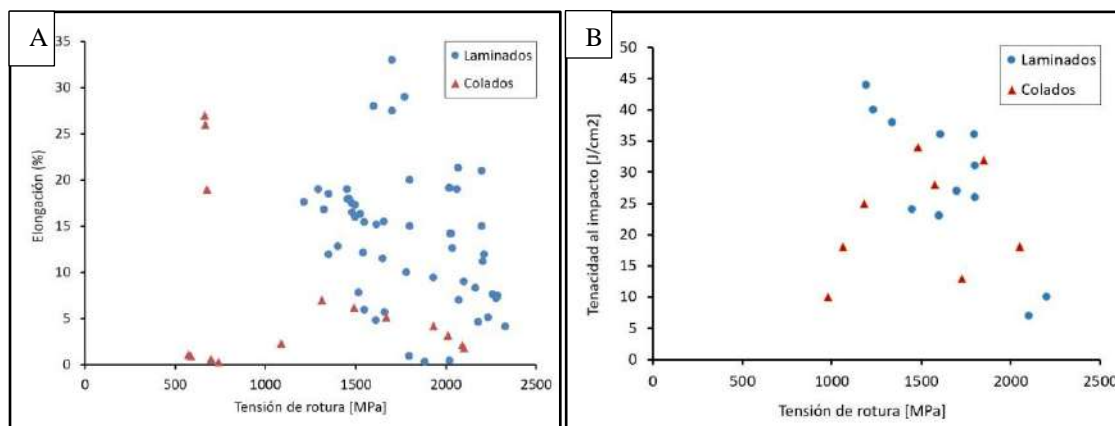 A
35
30
25
20
15
10
5
0
Elongación (%)
Laminados
Colados
0 500 1000 1500 2000 2500
Tensión de rotura [MPa]
B
50
45
40
35
30
25
20
15
10
5
0
Tenacidad al impacto [J/cm2]
Laminados
Colados
0 500 1000 1500 2000 2500
Tensión de rotura [MPa]